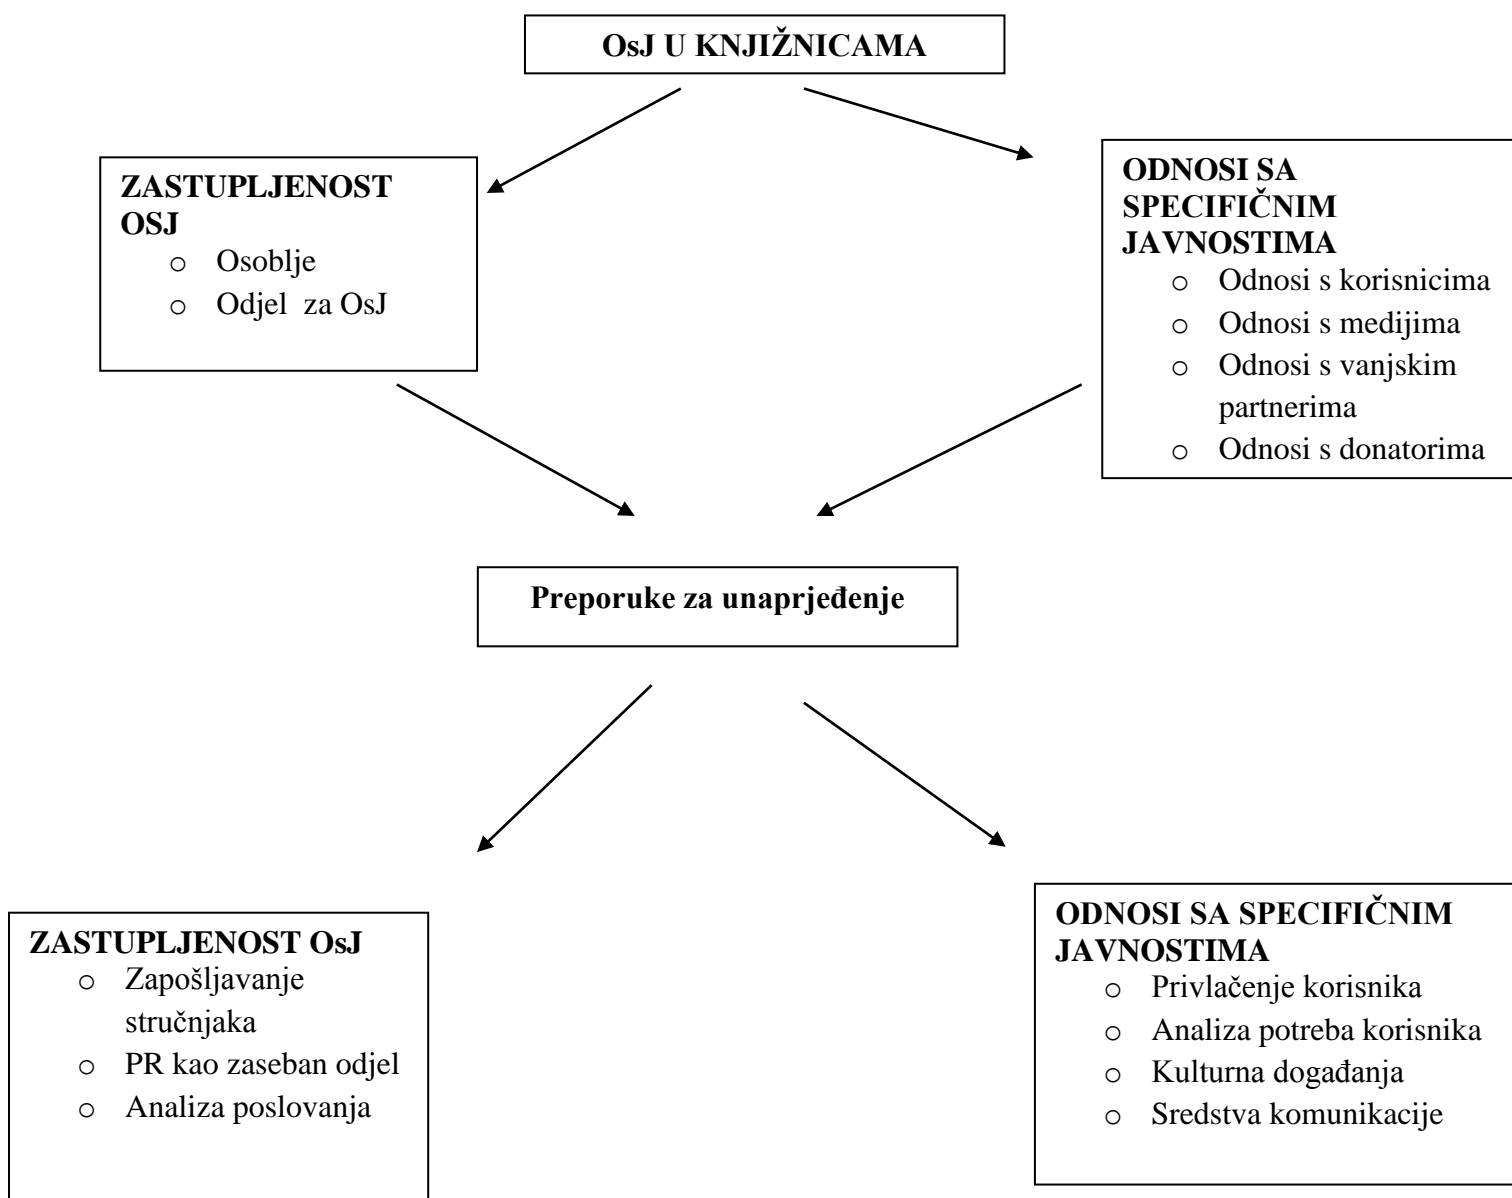 OsJ U KNJIŽNICAMA
ZASTUPLJENOST
OSJ
o Osoblje
o Odjel za OsJ
ODNOSI SA
SPECIFIČNIM
JAVNOSTIMA
o Odnosi s korisnicima
o Odnosi s medijima
o Odnosi s vanjskim
partnerima
o Odnosi s donatorima
Preporuke za unaprjeđenje
ZASTUPLJENOST OsJ
o Zapošljavanje
stručnjaka
o PR kao zaseban odjel
o Analiza poslovanja
ODNOSI SA SPECIFIČNIM
JAVNOSTIMA
o Privlačenje korisnika
o Analiza potreba korisnika
o Kulturna događanja
o Sredstva komunikacije